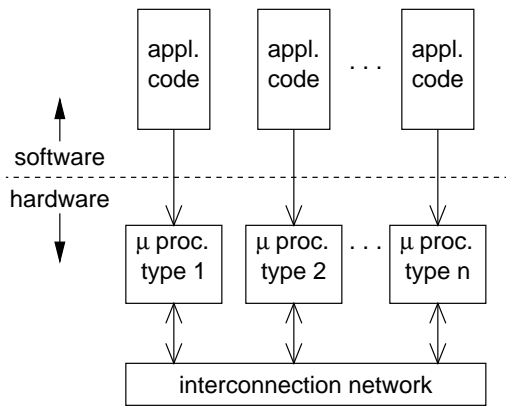 appl. code
appl. code
. . .
appl. code
software
hardware
μ proc. type 1
μ proc. type 2
. . .
μ proc. type n
interconnection network